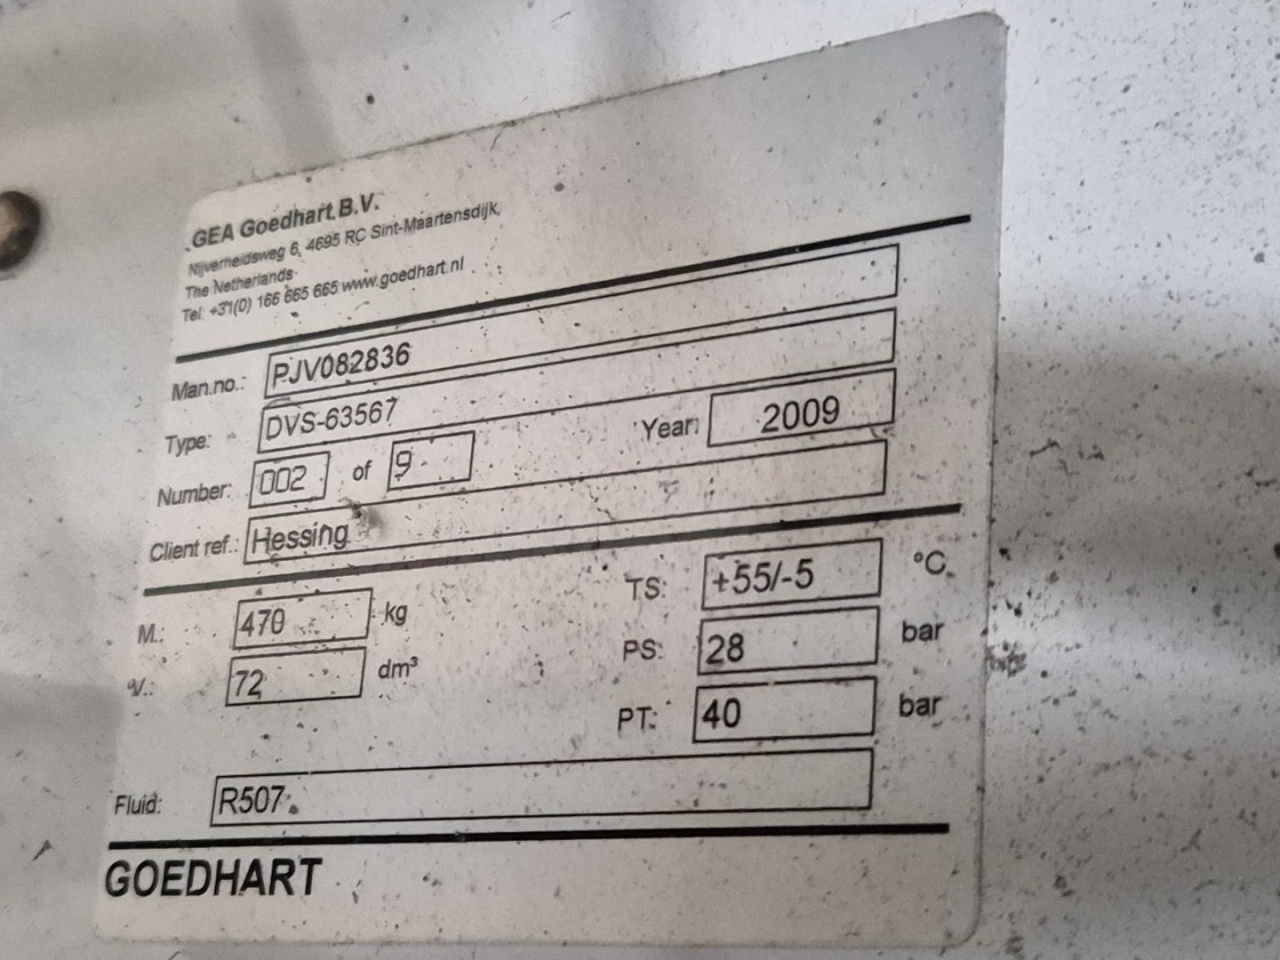 GEA Goedhart B.V.
Nijverheidsweg 6, 4695 RC Sint-Maartensdijk,
The Netherlands
Tel: +31(0) 166 665 665 www.goedhart.nl
Man.no.: PJV082836
Type: DVS-63567
Number: 002 of 9 Year: 2009
Client ref.: Hessing
M.: 470 kg TS: +55/-5 °C
V.: 72 dm³ PS: 28 bar
PT: 40 bar
Fluid: R507
GOEDHART